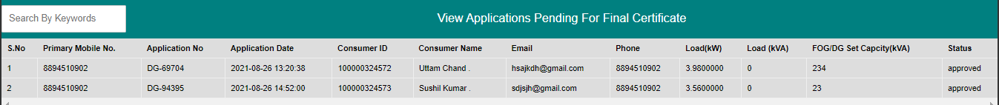 Search By Keywords
View Applications Pending For Final Certificate
S.No Primary Mobile No. Application No Application Date Consumer ID Consumer Name Email Phone Load(kW) Load (kVA) FOG/DG Set Capcity(kVA) Status
1 8894510902 DG-69704 2021-08-26 13:20:38 100000324572 Uttam Chand . hsajkdh@gmail.com 8894510902 3.9800000 0 234 approved
2 8894510902 DG-94395 2021-08-26 14:52:00 100000324573 Sushil Kumar . sdjsjh@gmail.com 8894510902 3.5600000 0 23 approved